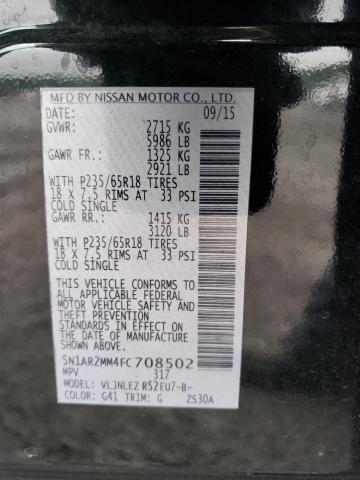 MFD BY NISSAN MOTOR CO., LTD.
DATE: 09/15
GVWR: 2715 KG
5986 LB
GAWR FR.: 1325 KG
2921 LB
WITH P235/65R18 TIRES
18 X 7.5 RIMS AT 33 PSI
COLD SINGLE
GAWR RR.: 1415 KG
3120 LB
WITH P235/65R18 TIRES
18 X 7.5 RIMS AT 33 PSI
COLD SINGLE
THIS VEHICLE CONFORMS TO
ALL APPLICABLE FEDERAL
MOTOR VEHICLE SAFETY AND
THEFT PREVENTION
STANDARDS IN EFFECT ON
THE DATE OF MANUFACTURE
SHOWN ABOVE.
5N1AR2MM4FC708502
MPV 317
MODEL: VLJNLEZ R52EU7-B-
COLOR: G41 TRIM: G ZS30A